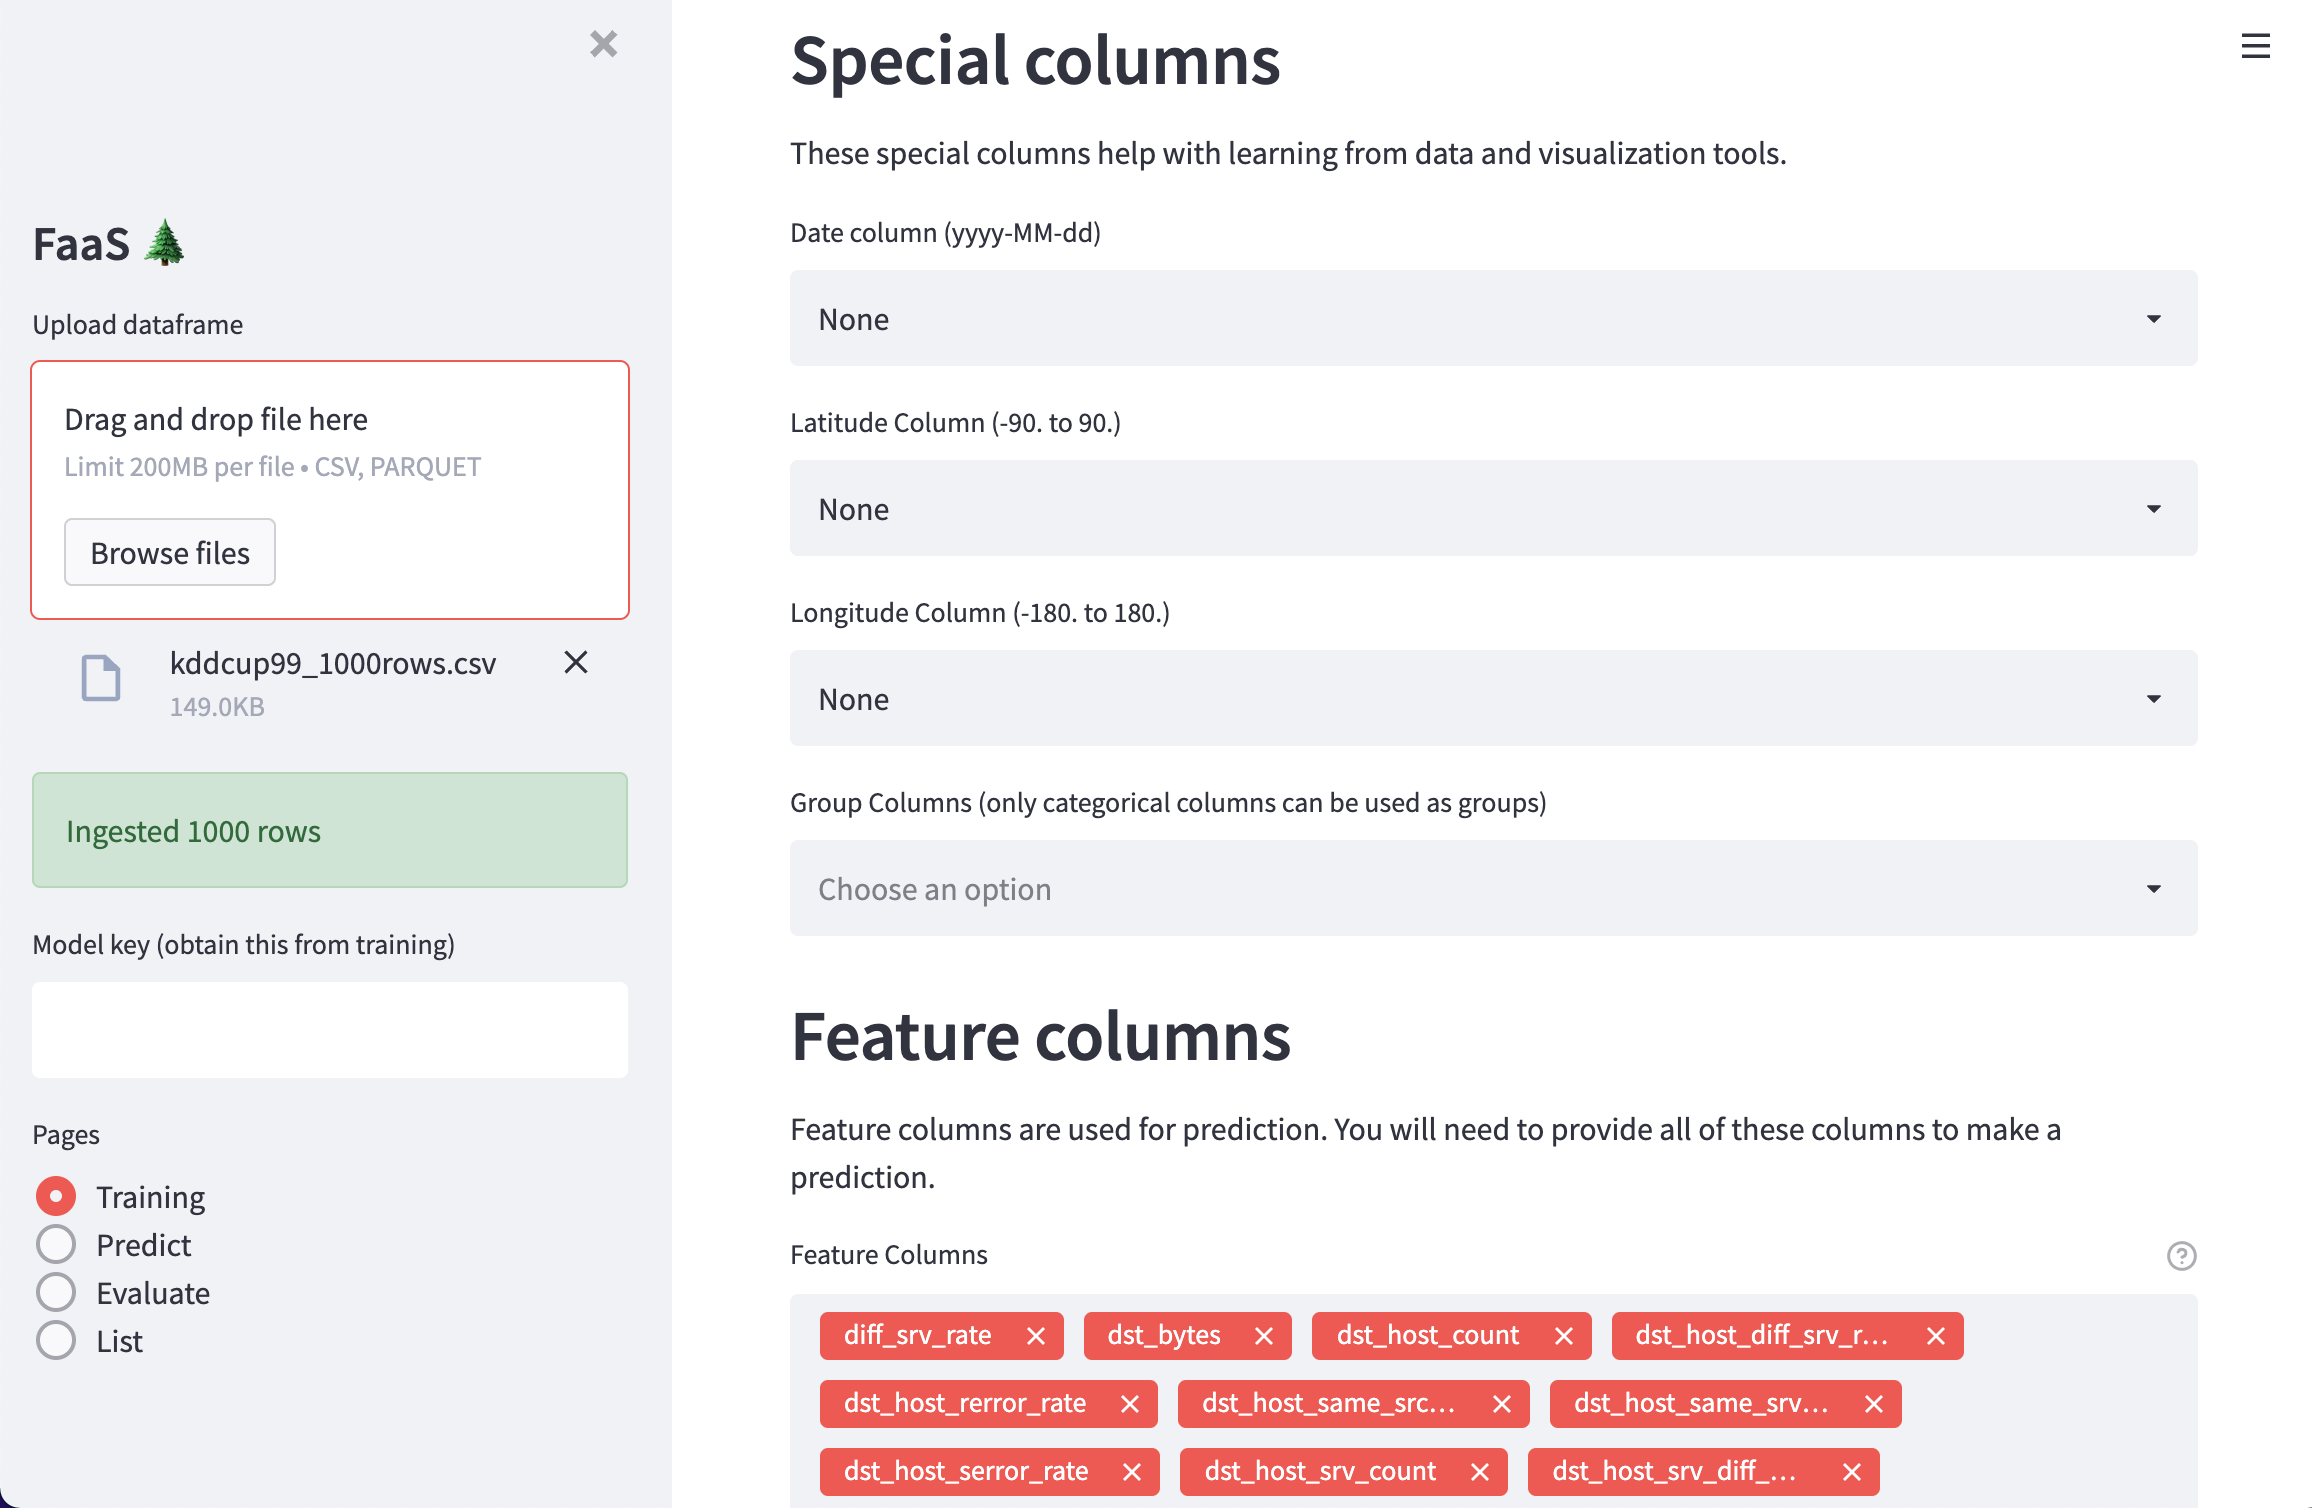 FaaS
Upload dataframe
Drag and drop file here
Limit 200MB per file • CSV, PARQUET
Browse files
kddcup99_1000rows.csv
149.0KB
Ingested 1000 rows
Model key (obtain this from training)
Pages
Training
Predict
Evaluate
List
Special columns
These special columns help with learning from data and visualization tools.
Date column (yyyy-MM-dd)
None
Latitude Column (-90. to 90.)
None
Longitude Column (-180. to 180.)
None
Group Columns (only categorical columns can be used as groups)
Choose an option
Feature columns
Feature columns are used for prediction. You will need to provide all of these columns to make a
prediction.
Feature Columns
diff_srv_rate dst_bytes dst_host_count dst_host_diff_srv_r...
dst_host_rerror_rate dst_host_same_src... dst_host_same_srv...
dst_host_serror_rate dst_host_srv_count dst_host_srv_diff_...